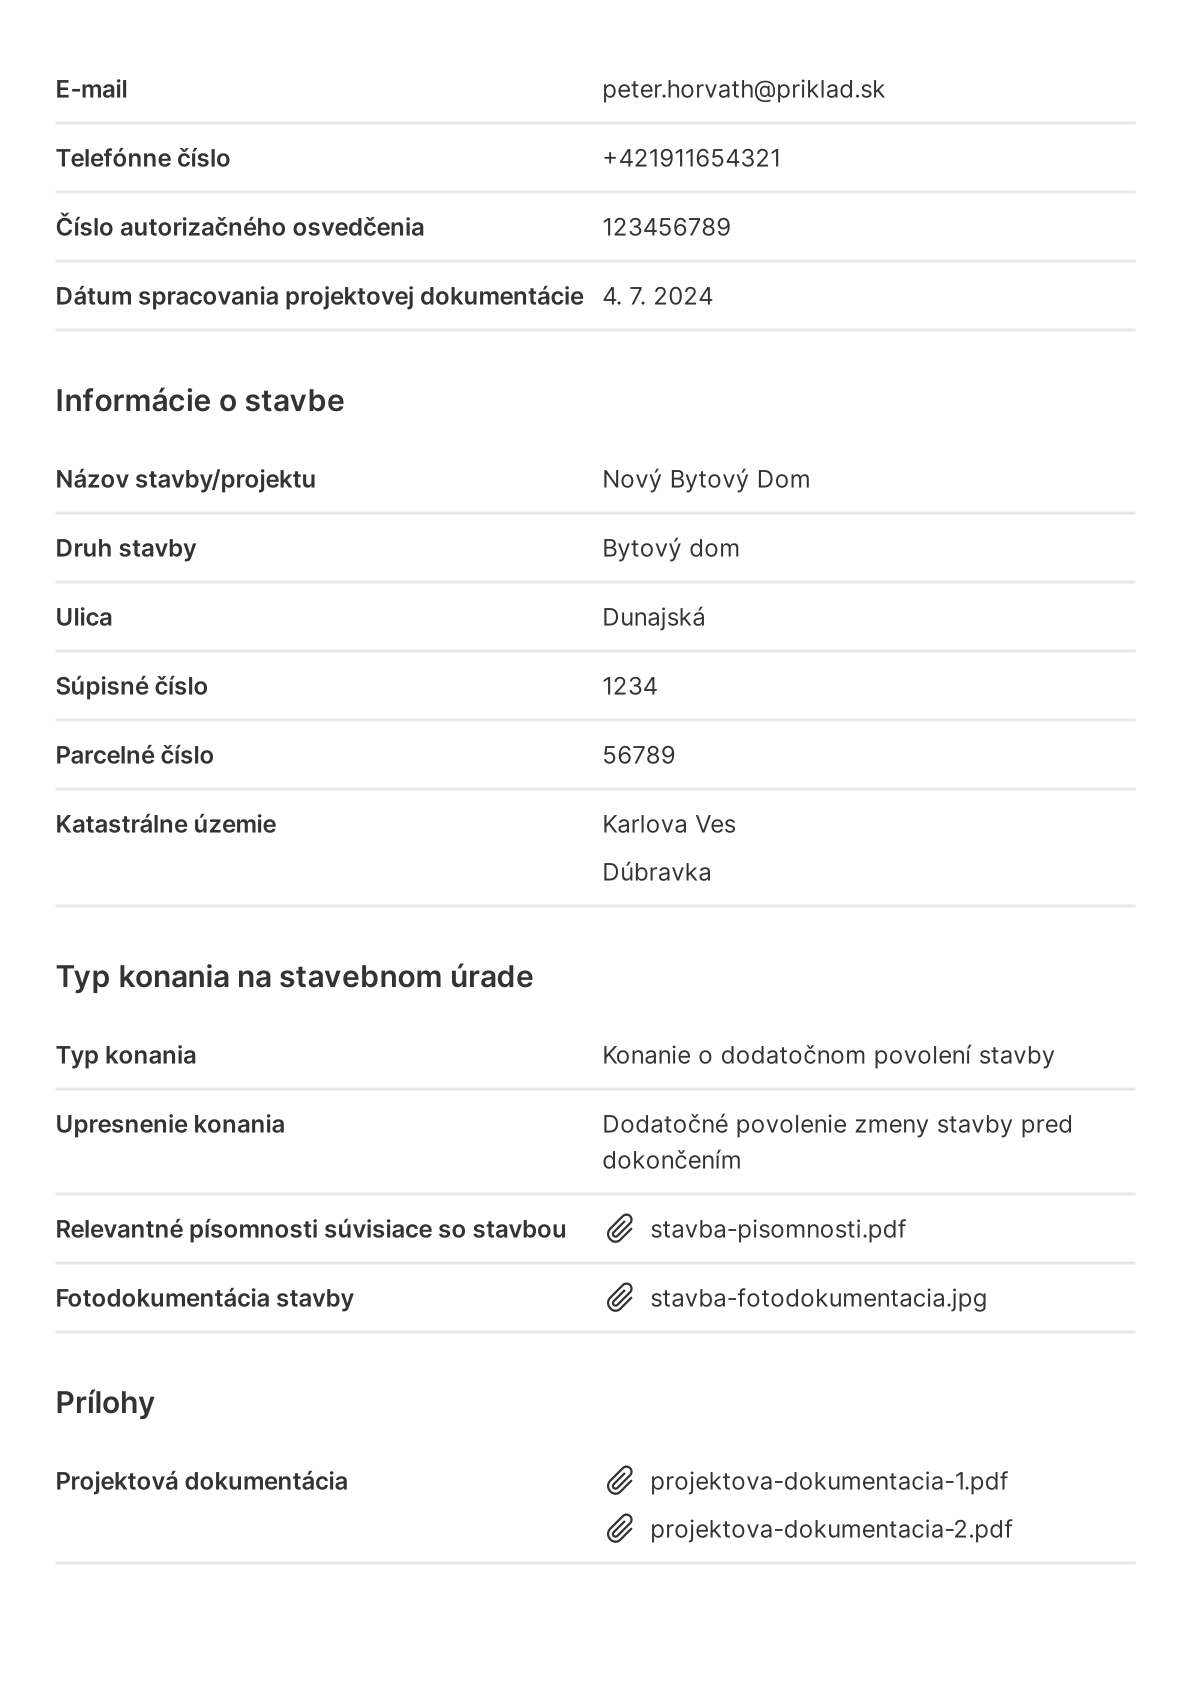 E-mail peter.horvath@priklad.sk
Telefónne číslo +421911654321
Číslo autorizačného osvedčenia 123456789
Dátum spracovania projektovej dokumentácie 4. 7. 2024
Informácie o stavbe
Názov stavby/projektu Nový Bytový Dom
Druh stavby Bytový dom
Ulica Dunajská
Súpisné číslo 1234
Parcelné číslo 56789
Katastrálne územie Karlova Ves
Dúbravka
Typ konania na stavebnom úrade
Typ konania Konanie o dodatočnom povolení stavby
Upresnenie konania Dodatočné povolenie zmeny stavby pred
dokončením
Relevantné písomnosti súvisiace so stavbou stavba-pisomnosti.pdf
Fotodokumentácia stavby stavba-fotodokumentacia.jpg
Prílohy
Projektová dokumentácia projektova-dokumentacia-1.pdf
projektova-dokumentacia-2.pdf